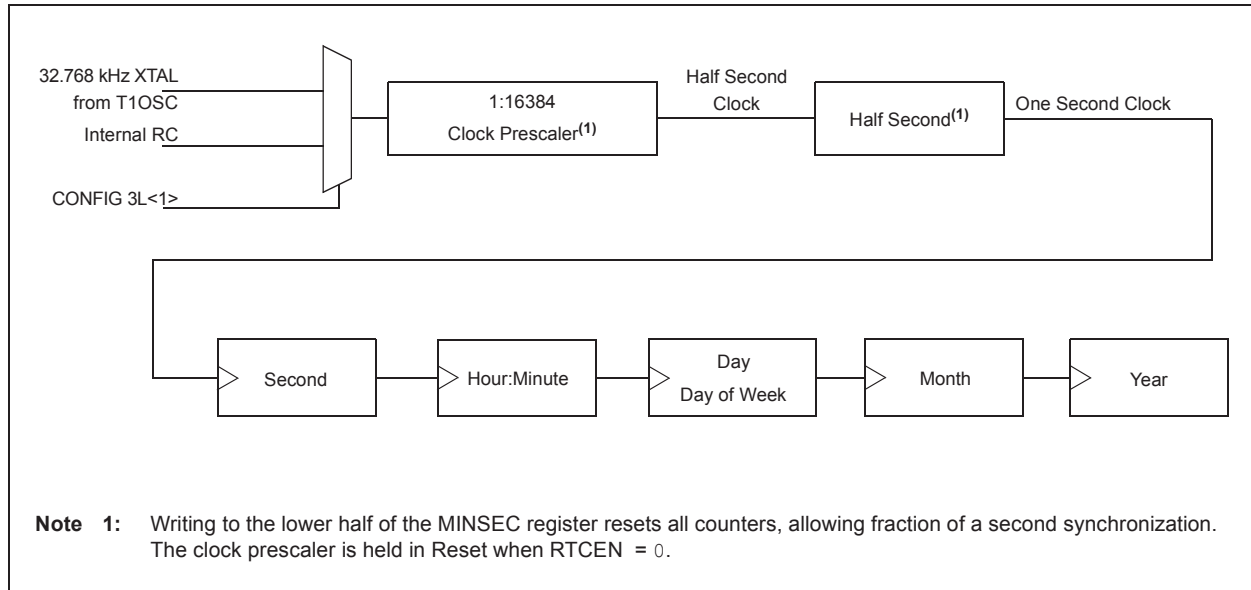 32.768 kHz XTAL
from T1OSC
Internal RC
CONFIG 3L<1>
1:16384
Clock Prescaler(1)
Half Second
Clock
Half Second(1)
One Second Clock
Second
Hour:Minute
Day
Day of Week
Month
Year
Note 1: Writing to the lower half of the MINSEC register resets all counters, allowing fraction of a second synchronization.
The clock prescaler is held in Reset when RTCEN = 0.